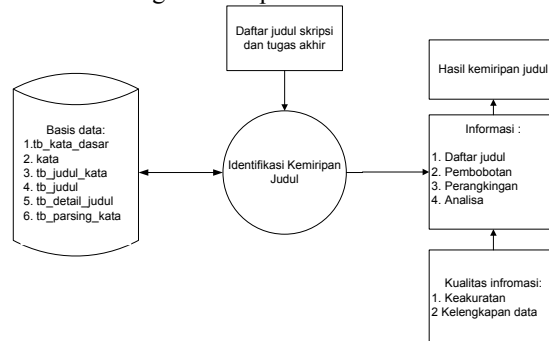 Daftar judul skripsi
dan tugas akhir
Hasil kemiripan judul
Basis data:
1.tb_kata_dasar
2. kata
3. tb_judul_kata
4. tb_judul
5. tb_detail_judul
6. tb_parsing_kata
Identifikasi Kemiripan
Judul
Informasi :
1. Daftar judul
2. Pembobotan
3. Perangkingan
4. Analisa
Kualitas infromasi:
1. Keakuratan
2 Kelengkapan data